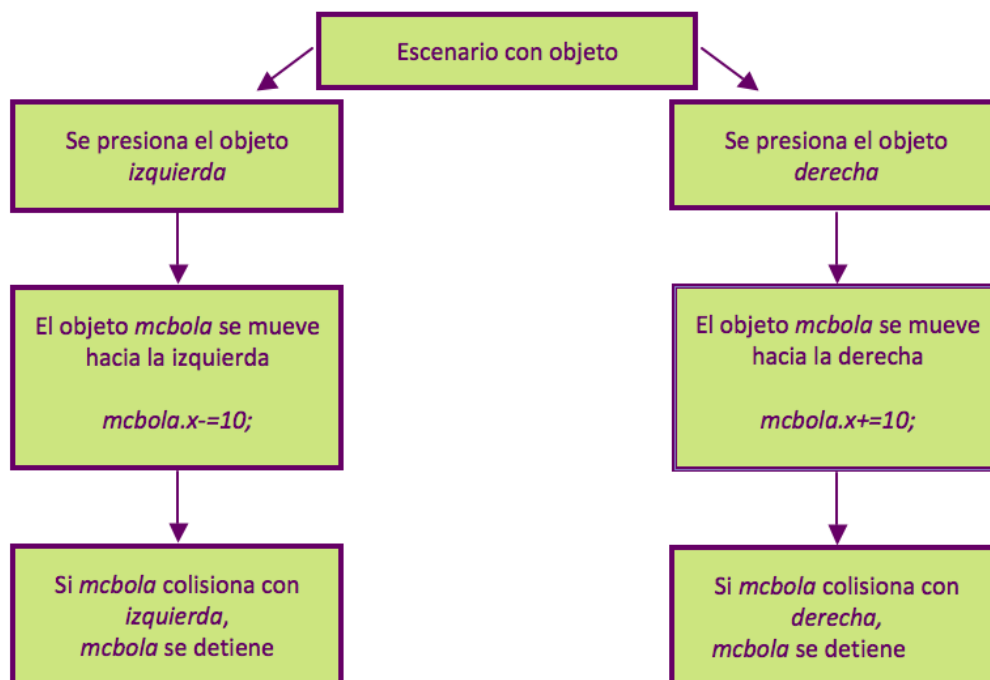 Escenario con objeto
Se presiona el objeto
izquierda
Se presiona el objeto
derecha
El objeto mcbola se mueve
hacia la izquierda
mcbola.x-=10;
El objeto mcbola se mueve
hacia la derecha
mcbola.x+=10;
Si mcbola colisiona con
izquierda,
mcbola se detiene
Si mcbola colisiona con
derecha,
mcbola se detiene